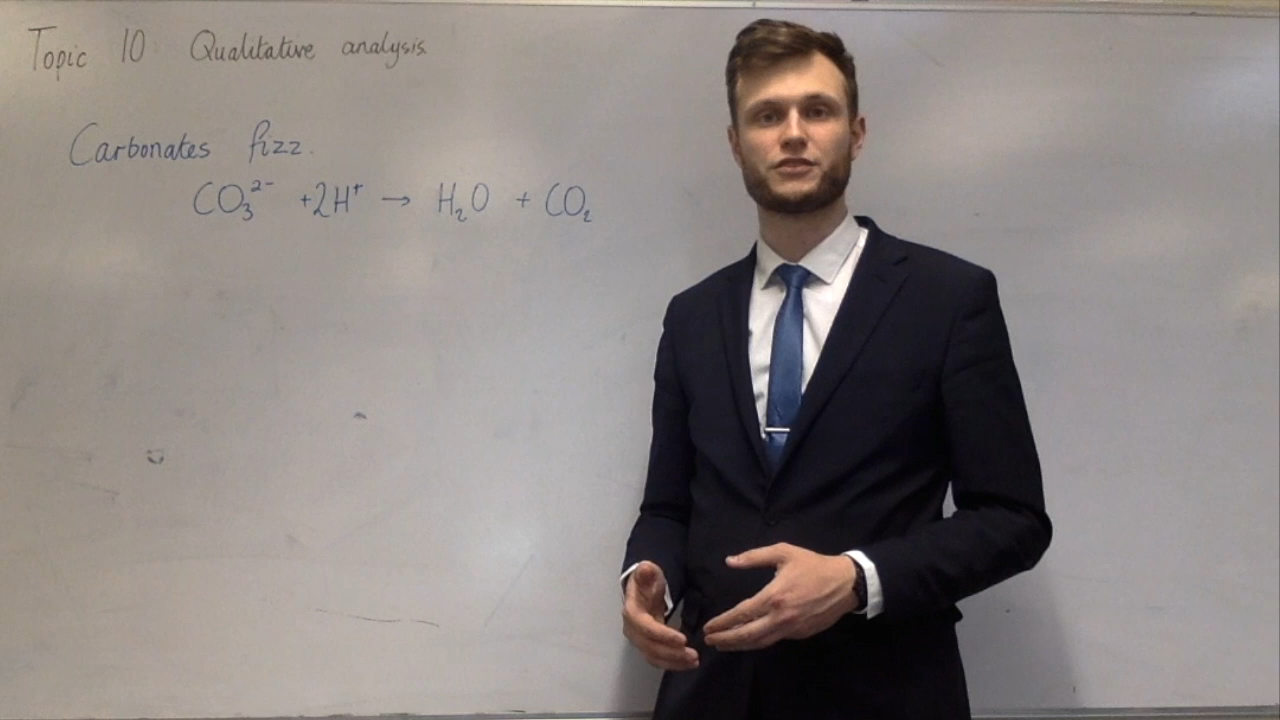 Topic 10 Qualitative analysis
Carbonates fizz.
CO₃²⁻ +2H⁺ → H₂O + CO₂